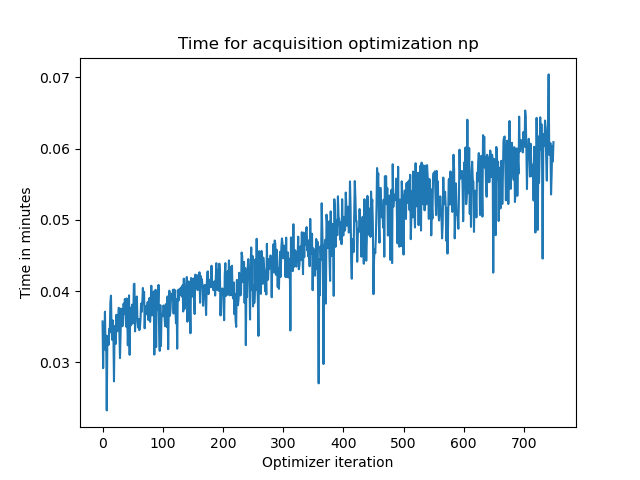 Time for acquisition optimization np
0.07
0.06
0.05
0.04
0.03
Time in minutes
0 100 200 300 400 500 600 700
Optimizer iteration